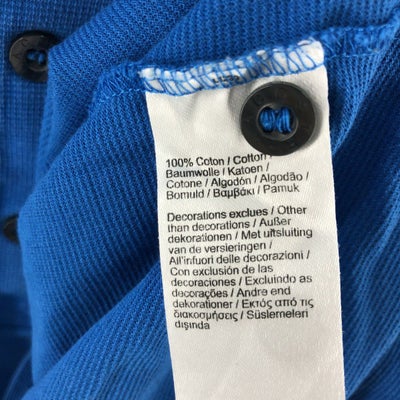 100% Coton / Cotton
Baumwolle / Katoen /
Cotone / Algodón / Algodão /
Bomuld / Βαμβάκι / Pamuk
Decorations exclues / Other
than decorations / Außer
dekorationen / Met uitsluiting
van de versieringen /
All'infuori delle decorazioni /
Con exclusión de las
decoraciones / Excluindo as
decorações / Andre end
dekorationer / Εκτός από τις
διακοσμήσεις / Süslemeleri
dışında